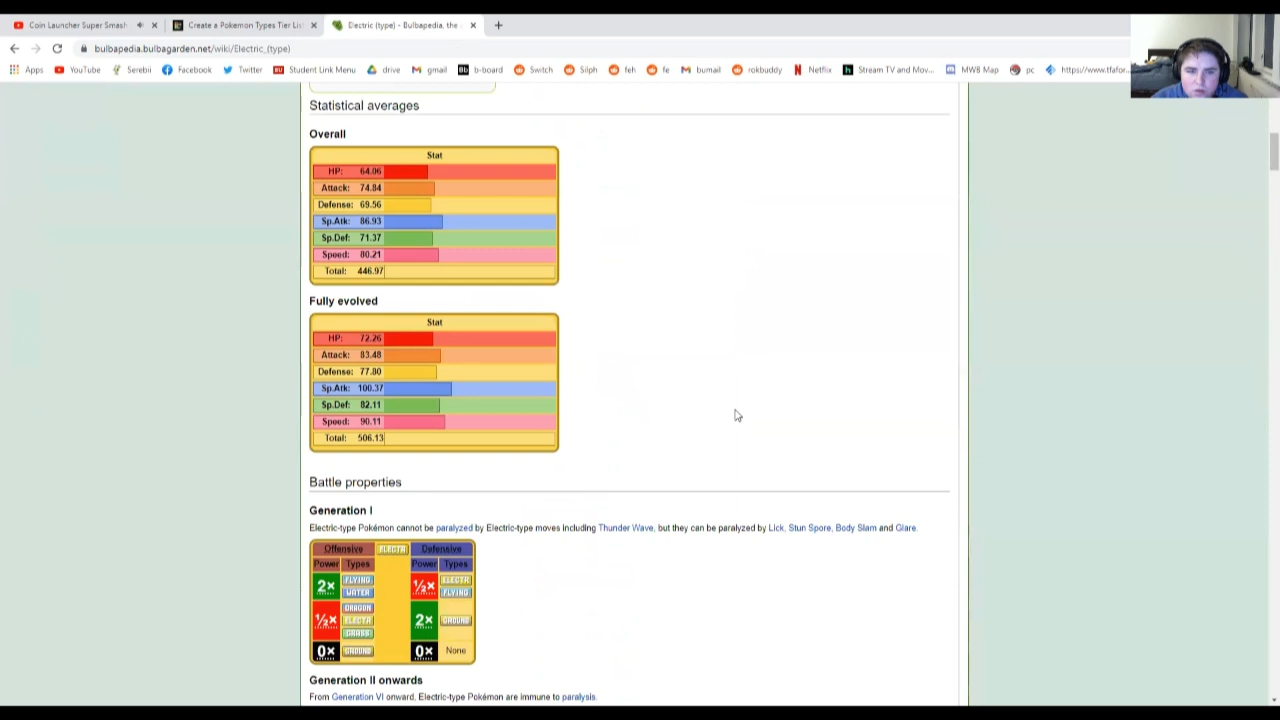 Coin Launcher Super Smash
Create a Pokemon Types Tier Lis
Electric (type) - Bulbapedia, the
bulbapedia.bulbagarden.net/wiki/Electric_(type)
Apps YouTube Serebii Facebook Twitter Student Link Menu drive gmail b-board Switch Silph feh fe bumail rokbuddy Netflix Stream TV and Mov... MWB Map pc https://www.tfafor...
Statistical averages
Overall
Stat
HP: 64.06
Attack: 74.84
Defense: 69.56
Sp.Atk: 86.93
Sp.Def: 71.37
Speed: 80.21
Total: 446.97
Fully evolved
Stat
HP: 72.26
Attack: 83.48
Defense: 77.80
Sp.Atk: 100.37
Sp.Def: 82.11
Speed: 90.11
Total: 506.13
Battle properties
Generation I
Electric-type Pokémon cannot be paralyzed by Electric-type moves including Thunder Wave, but they can be paralyzed by Lick, Stun Spore, Body Slam and Glare.
Offensive ELECTR Defensive
Power Types Power Types
2× FLYING WATER ½× ELECTR FLYING
½× DRAGON ELECTR GRASS 2× GROUND
0× GROUND 0× None
Generation II onwards
From Generation VI onward, Electric-type Pokémon are immune to paralysis.